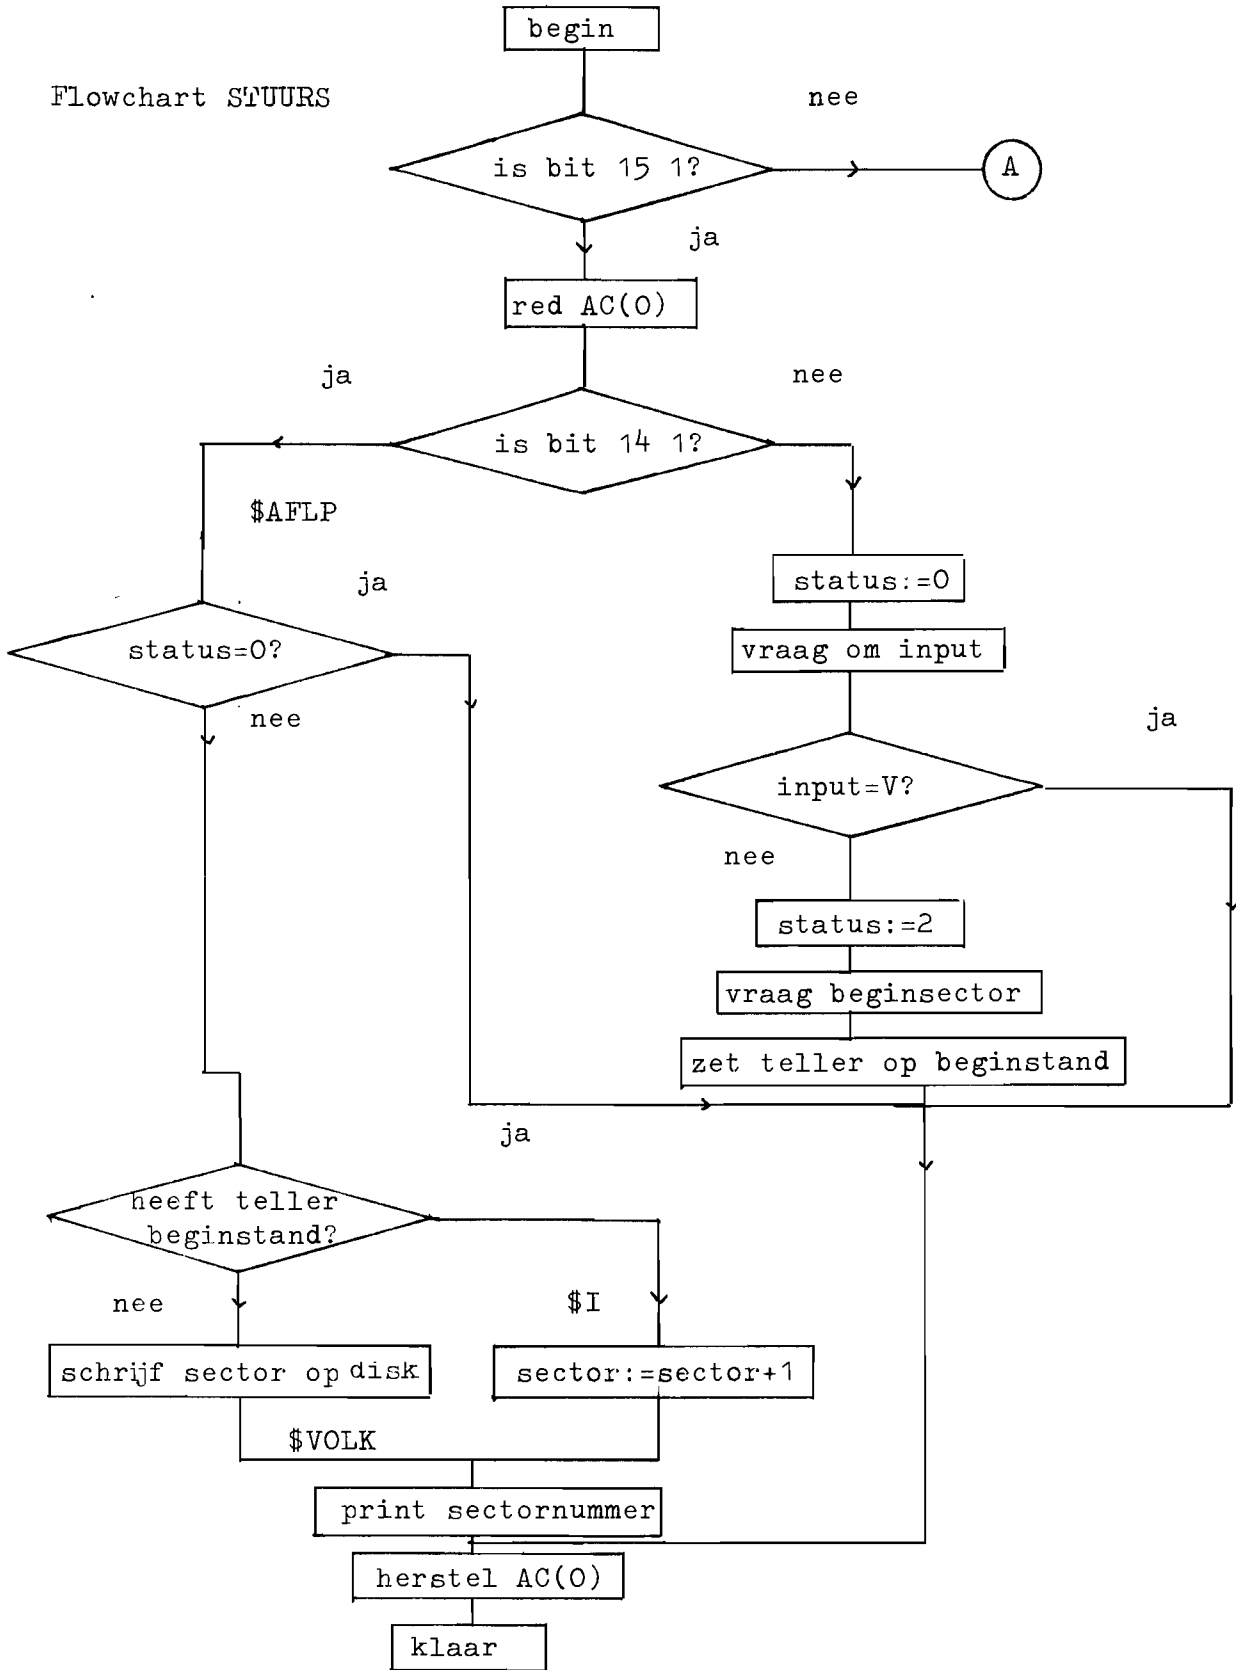 begin
Flowchart STUURS
nee
is bit 15 1?
A
ja
red AC(0)
ja
nee
is bit 14 1?
$AFLP
status:=0
ja
status=0?
vraag om input
nee
ja
input=V?
nee
status:=2
vraag beginsector
zet teller op beginstand
ja
heeft teller
beginstand?
nee
$I
schrijf sector op disk
sector:=sector+1
$VOLK
print sectornummer
herstel AC(0)
klaar